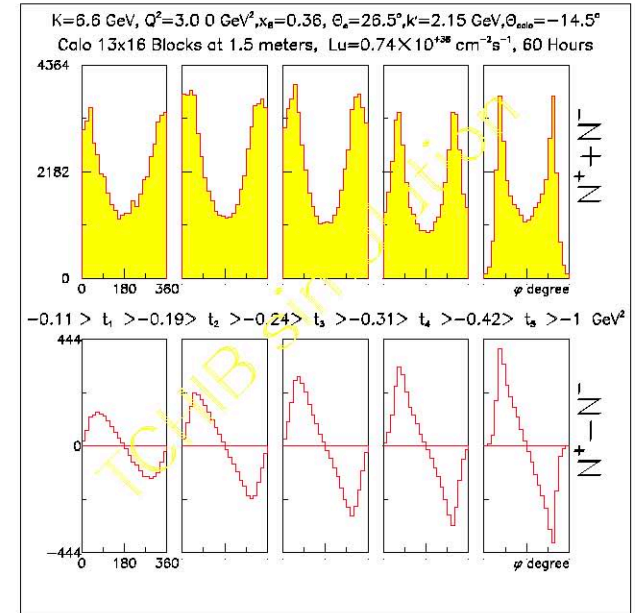 K=6.6 GeV, Q²=3.0 0 GeV²,x_B=0.36, Θ_e=26.5°,k'=2.15 GeV,Θ_calo=−14.5°
Calo 13x16 Blocks at 1.5 meters, Lu=0.74×10⁺³⁸ cm⁻²s⁻¹, 60 Hours
4364
2182
0
N⁺+N⁻
0 180 360
φ degree
−0.11 > t₁ >−0.19> t₂ >−0.24> t₃ >−0.31> t₄ >−0.42> t₅ >−1 GeV²
444
0
−444
N⁺−N⁻
0 180 360
φ degree
TCHIB simulation